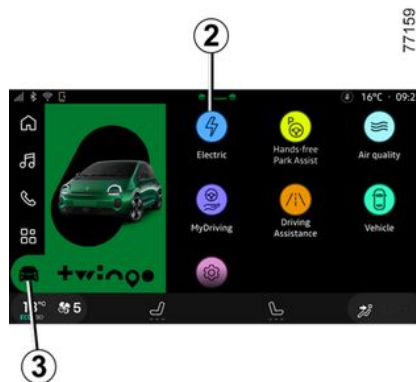 2
77159
16°C · 09:2
Electric
Hands-free
Park Assist
Air quality
MyDriving
Driving
Assistance
Vehicle
twingo
5
3